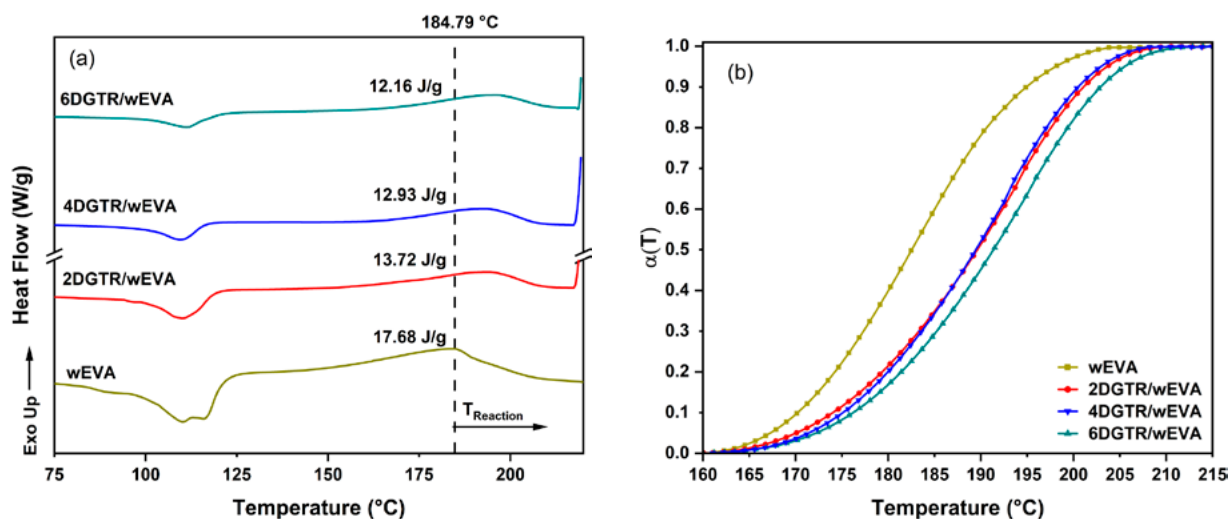 184.79 °C
(a)
12.16 J/g
6DGTR/wEVA
12.93 J/g
4DGTR/wEVA
13.72 J/g
2DGTR/wEVA
17.68 J/g
wEVA
TReaction
Exo Up
Heat Flow (W/g)
75 100 125 150 175 200
Temperature (°C)
(b)
1.0
0.9
0.8
0.7
0.6
0.5
0.4
0.3
0.2
0.1
0.0
α(T)
wEVA
2DGTR/wEVA
4DGTR/wEVA
6DGTR/wEVA
160 165 170 175 180 185 190 195 200 205 210 215
Temperature (°C)